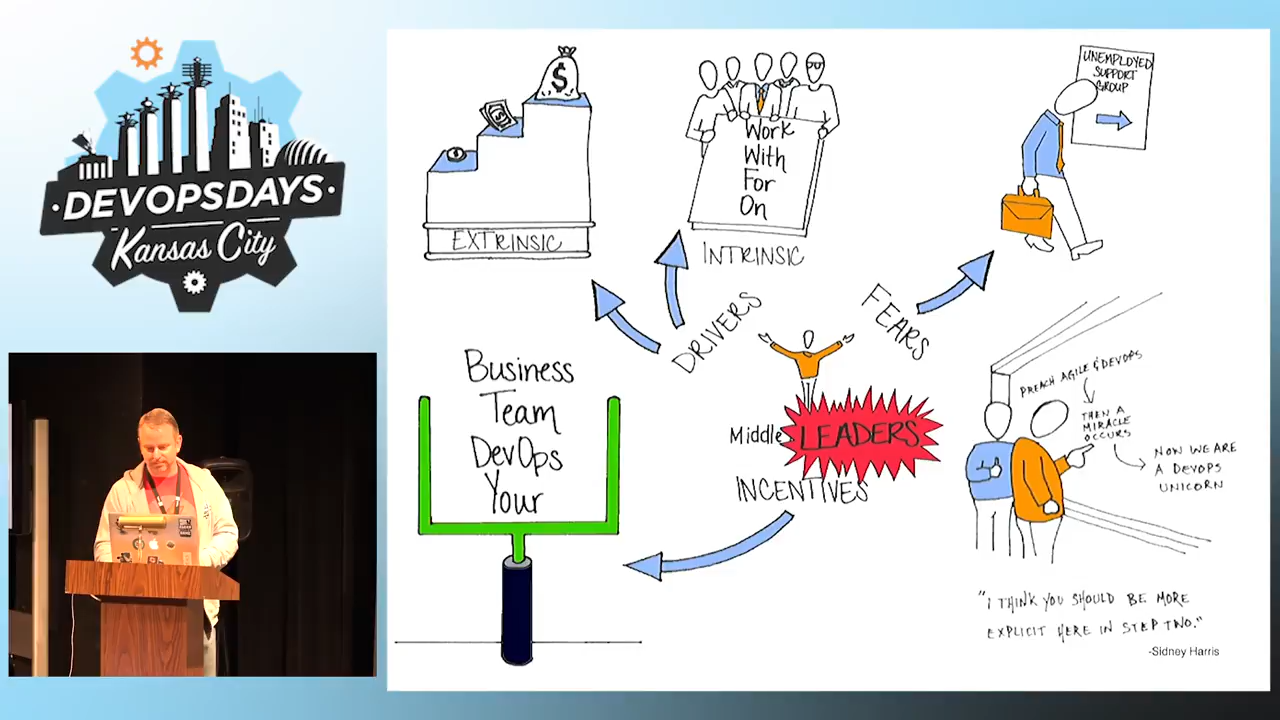 DEVOPSDAYS
Kansas City
$
$
EXTRINSIC
Work
With
For
On
INTRINSIC
UNEMPLOYED
SUPPORT
GROUP
DRIVERS
FEARS
Business
Team
DevOps
Your
Middle
LEADERS
INCENTIVES
PREACH AGILE & DEVOPS
THEN A
MIRACLE
OCCURS
NOW WE ARE
A DEVOPS
UNICORN
"I THINK YOU SHOULD BE MORE
EXPLICIT HERE IN STEP TWO."
-Sidney Harris